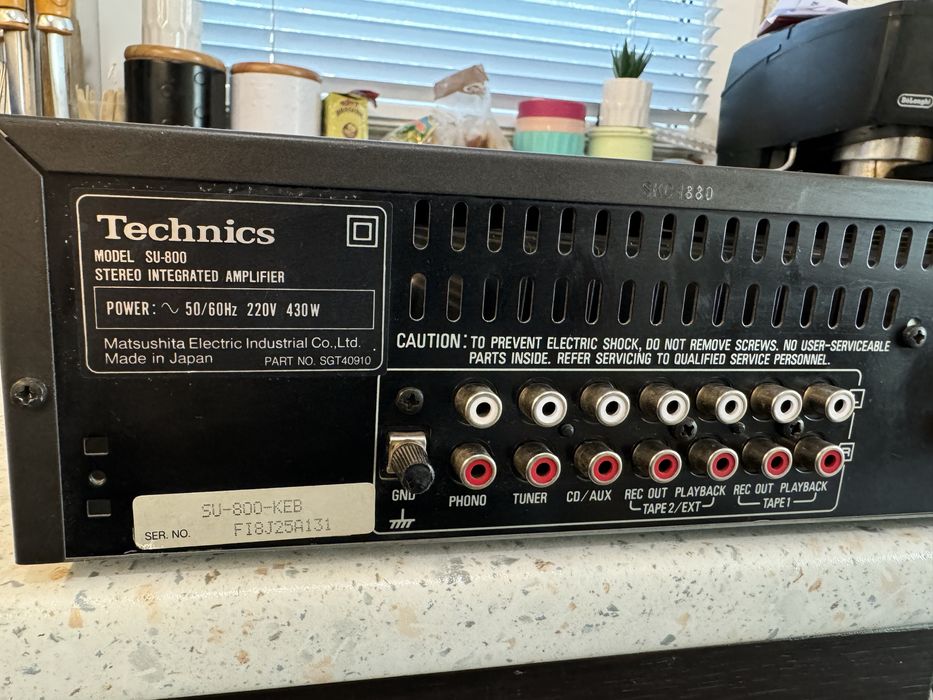 DeLonghi
Technics
MODEL SU-800
STEREO INTEGRATED AMPLIFIER
POWER: ∿ 50/60Hz 220V 430W
Matsushita Electric Industrial Co.,Ltd.
Made in Japan
PART NO. SGT40910
CAUTION: TO PREVENT ELECTRIC SHOCK, DO NOT REMOVE SCREWS. NO USER-SERVICEABLE
PARTS INSIDE. REFER SERVICING TO QUALIFIED SERVICE PERSONNEL.
L
R
GND
PHONO
TUNER
CD/AUX
REC OUT PLAYBACK
TAPE 2/EXT
REC OUT PLAYBACK
TAPE 1
SU-800-KEB
SER. NO. FI8J25A131